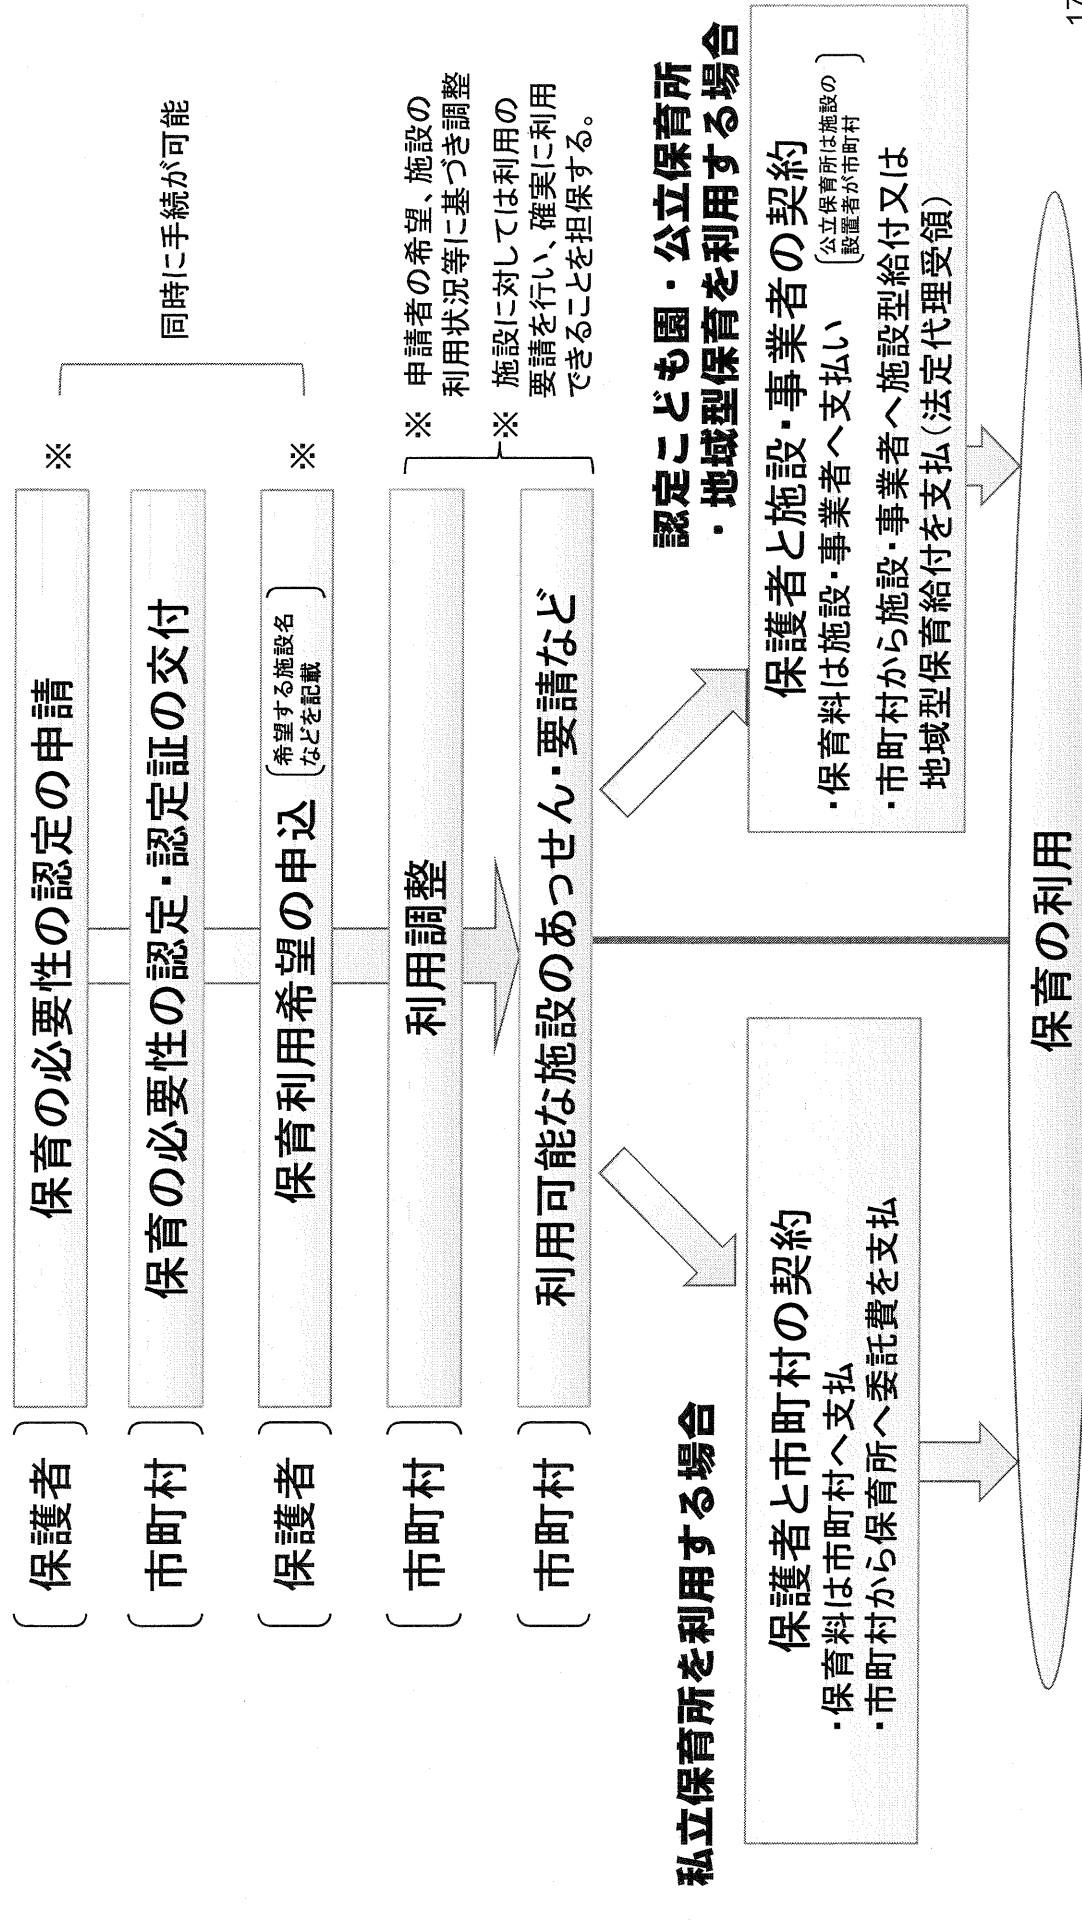 〔保護者〕
保育の必要性の認定の申請
※
〔市町村〕
保育の必要性の認定・認定証の交付
同時に手続が可能
〔保護者〕
保育利用希望の申込
希望する施設名
などを記載
※
〔市町村〕
利用調整
※ 申請者の希望、施設の
利用状況等に基づき調整
〔市町村〕
利用可能な施設のあっせん・要請など
※ 施設に対しては利用の
要請を行い、確実に利用
できることを担保する。
私立保育所を利用する場合
保護者と市町村の契約
・保育料は市町村へ支払
・市町村から保育所へ委託費を支払
認定こども園・公立保育所
・地域型保育を利用する場合
保護者と施設・事業者の契約
・保育料は施設・事業者へ支払い
公立保育所は施設の
設置者が市町村
・市町村から施設・事業者へ施設型給付又は
地域型保育給付を支払(法定代理受領)
保育の利用
17